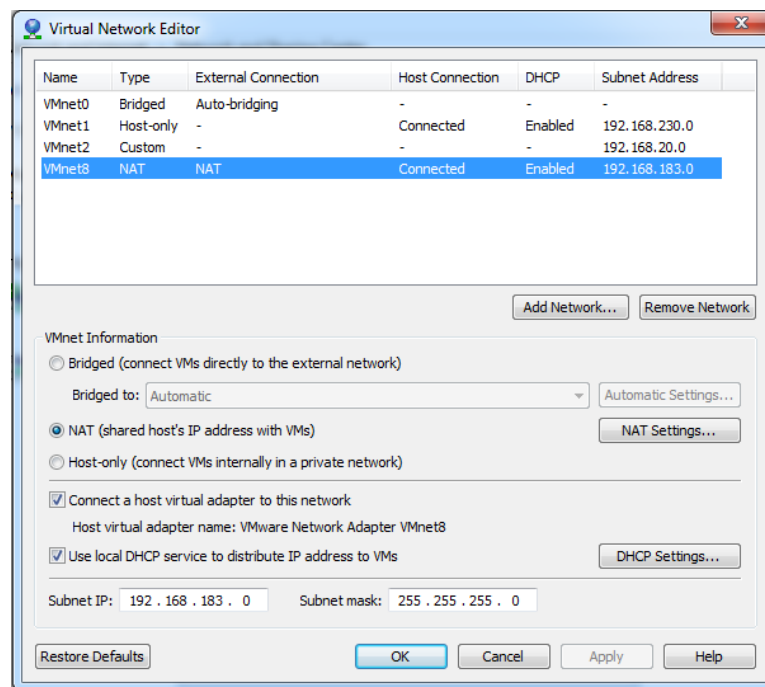 Virtual Network Editor
Name Type External Connection Host Connection DHCP Subnet Address
VMnet0 Bridged Auto-bridging - - -
VMnet1 Host-only - Connected Enabled 192.168.230.0
VMnet2 Custom - - - 192.168.20.0
VMnet8 NAT NAT Connected Enabled 192.168.183.0
Add Network... Remove Network
VMnet Information
Bridged (connect VMs directly to the external network)
Bridged to: Automatic Automatic Settings...
NAT (shared host's IP address with VMs) NAT Settings...
Host-only (connect VMs internally in a private network)
Connect a host virtual adapter to this network
Host virtual adapter name: VMware Network Adapter VMnet8
Use local DHCP service to distribute IP address to VMs DHCP Settings...
Subnet IP: 192 . 168 . 183 . 0 Subnet mask: 255 . 255 . 255 . 0
Restore Defaults OK Cancel Apply Help